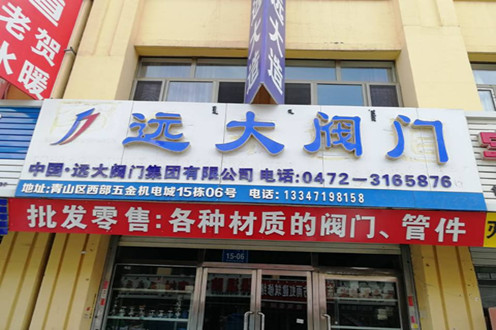 老贺
水暖
远大造
远大阀门
中国·远大阀门集团有限公司 电话:0472-3165876
地址:青山区西部五金机电城15栋06号 电话:13347198158
批发零售:各种材质的阀门、管件
15-06